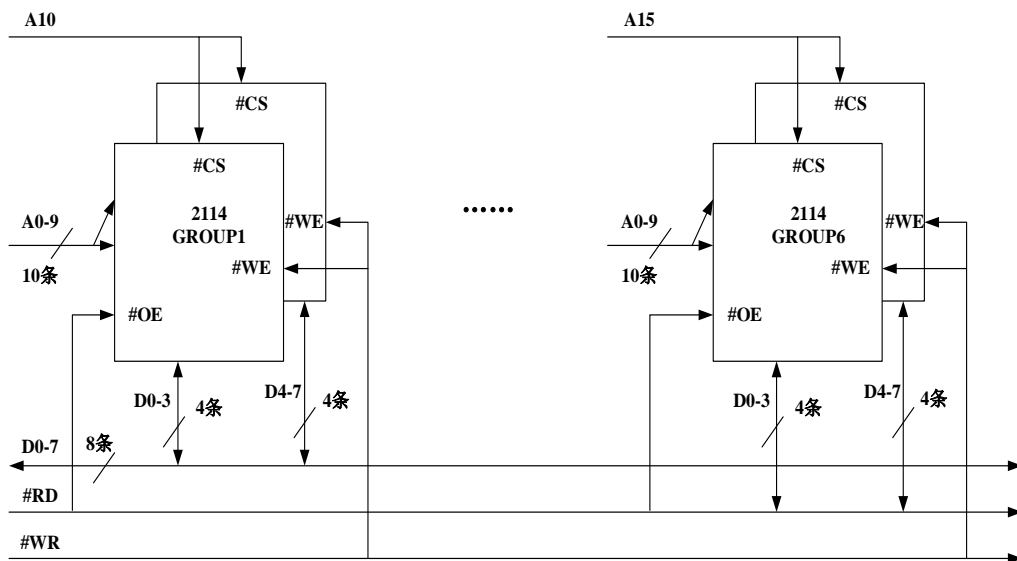 A10
A15
#CS
#CS
#CS
#CS
A0-9
2114
GROUP1
#WE
······
A0-9
2114
GROUP6
#WE
10条
#WE
10条
#WE
#OE
#OE
D0-3
4条
D4-7
4条
D0-3
4条
D4-7
4条
D0-7
8条
#RD
#WR